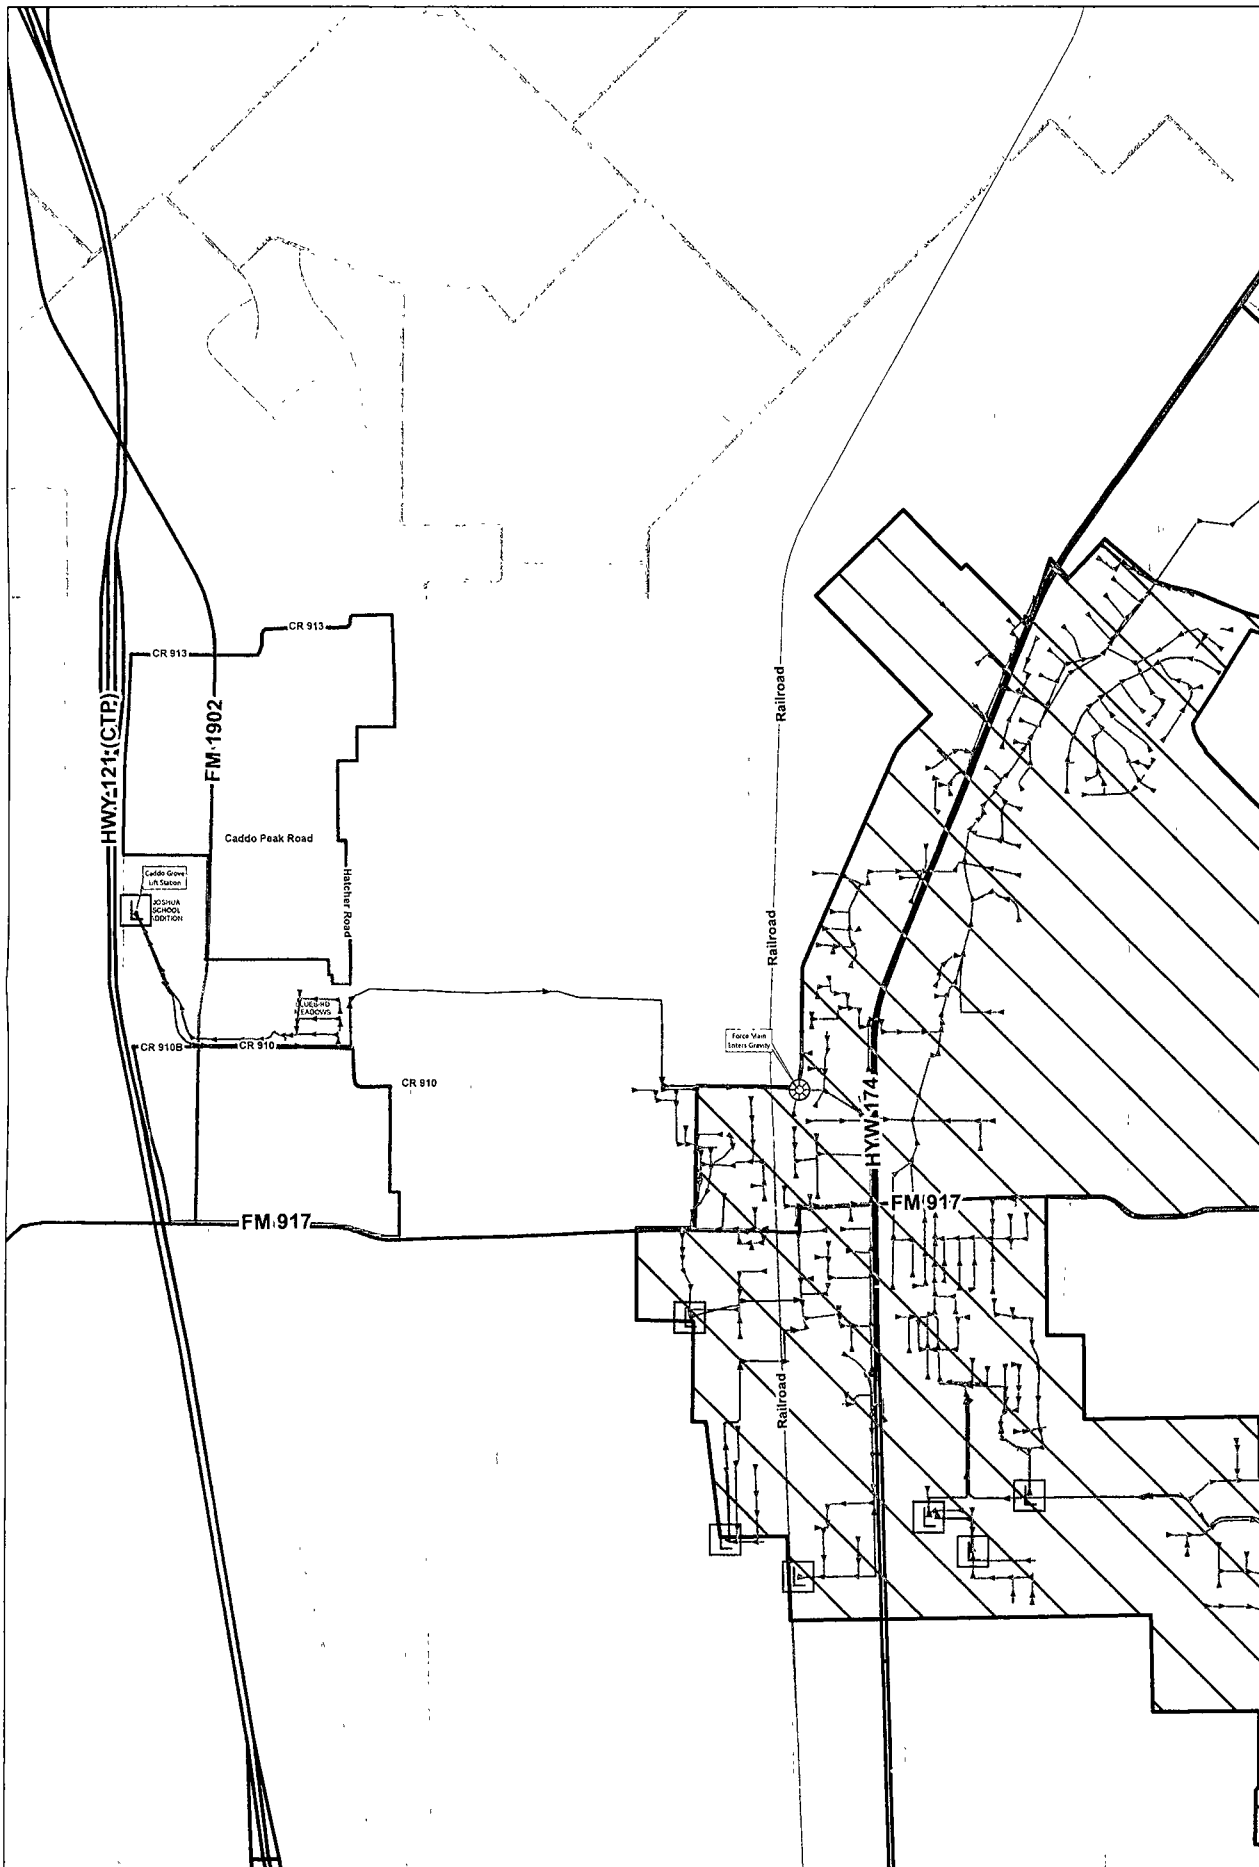 CR 913
CR 913
HWY 121 (CTP)
FM 1902
Railroad
Caddo Peak Road
Hatcher Road
Caddo Grove
Lift Station
JOSHUA
SCHOOL
ADDITION
Railroad
MEADOWS
CR 910B
CR 910
CR 910
Force Main
Enters Gravity
HYW 174
FM 917
FM 917
L
Railroad
L
L
L
L
L
L